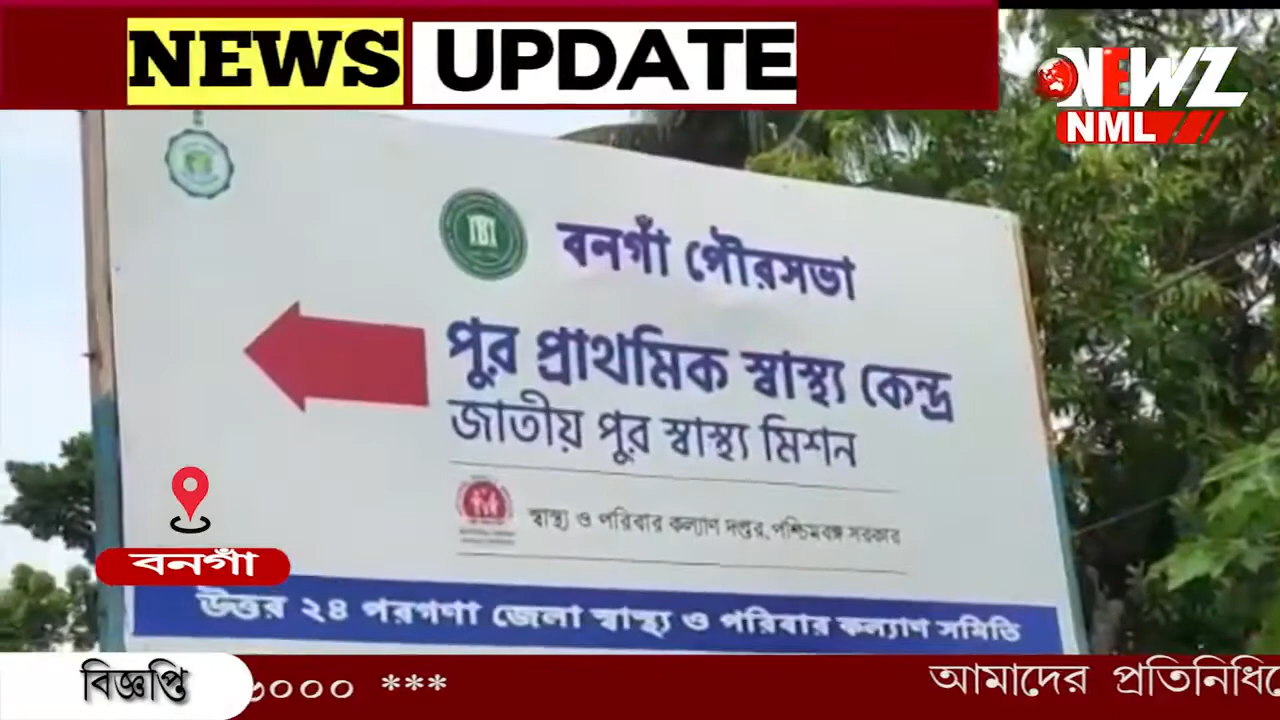 NEWS UPDATE
NEWZ
NML
বনগাঁ পৌরসভা
পুর প্রাথমিক স্বাস্থ্য কেন্দ্র
জাতীয় পুর স্বাস্থ্য মিশন
স্বাস্থ্য ও পরিবার কল্যাণ দপ্তর, পশ্চিমবঙ্গ সরকার
বনগাঁ
উত্তর ২৪ পরগণা জেলা স্বাস্থ্য ও পরিবার কল্যাণ সমিতি
বিজ্ঞপ্তি
০০০ ***
আমাদের